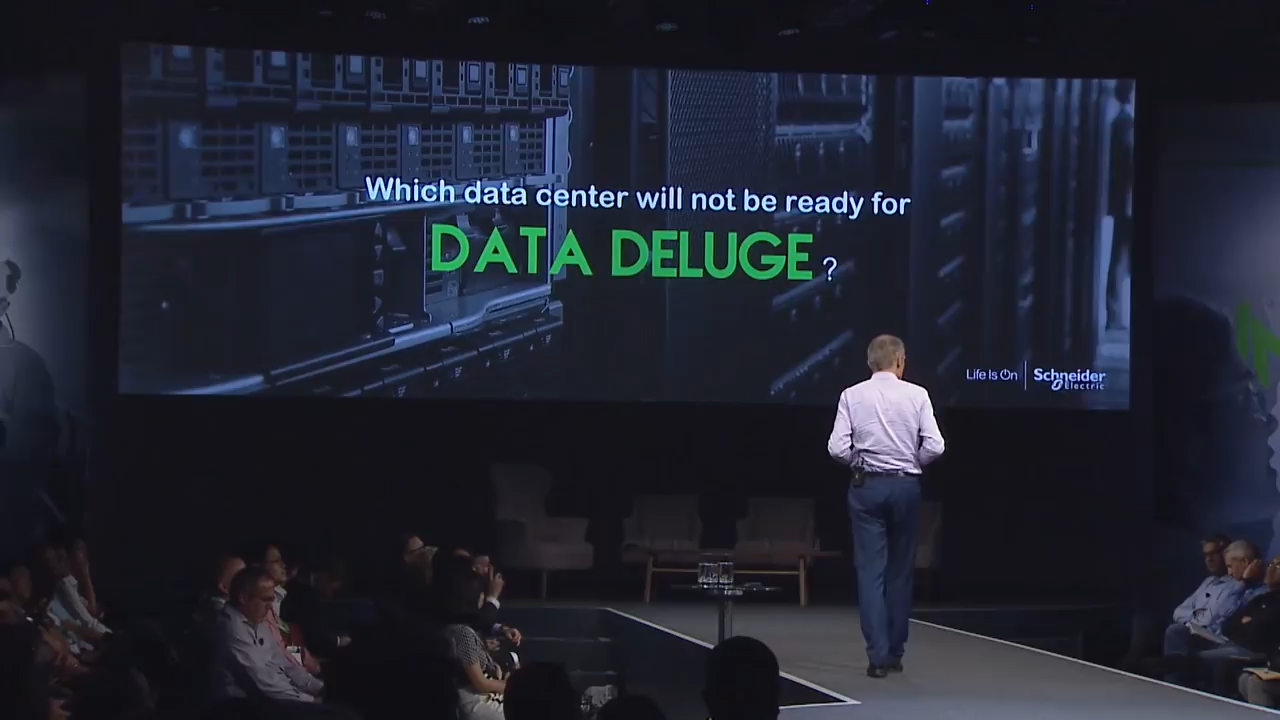 Which data center will not be ready for
DATA DELUGE ?
Life Is On
Schneider
Electric